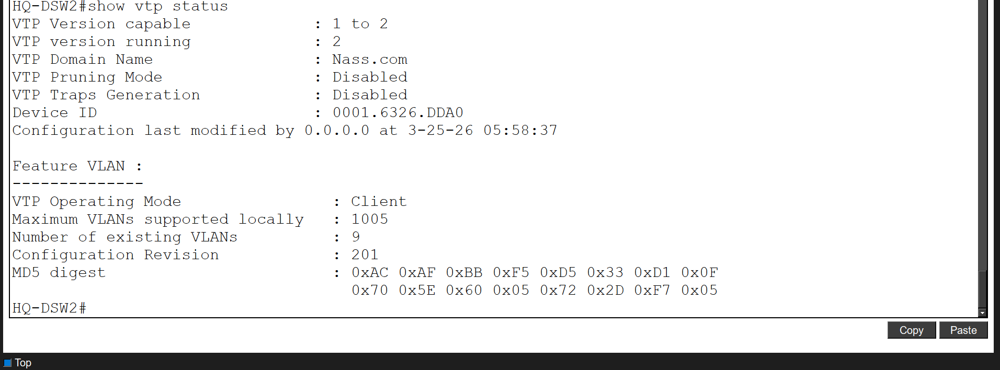 HQ-DSW2#show vtp status
VTP Version capable : 1 to 2
VTP version running : 2
VTP Domain Name : Nass.com
VTP Pruning Mode : Disabled
VTP Traps Generation : Disabled
Device ID : 0001.6326.DDA0
Configuration last modified by 0.0.0.0 at 3-25-26 05:58:37
Feature VLAN :
--------------
VTP Operating Mode : Client
Maximum VLANs supported locally : 1005
Number of existing VLANs : 9
Configuration Revision : 201
MD5 digest : 0xAC 0xAF 0xBB 0xF5 0xD5 0x33 0xD1 0x0F
0x70 0x5E 0x60 0x05 0x72 0x2D 0xF7 0x05
HQ-DSW2#
Copy Paste
Top